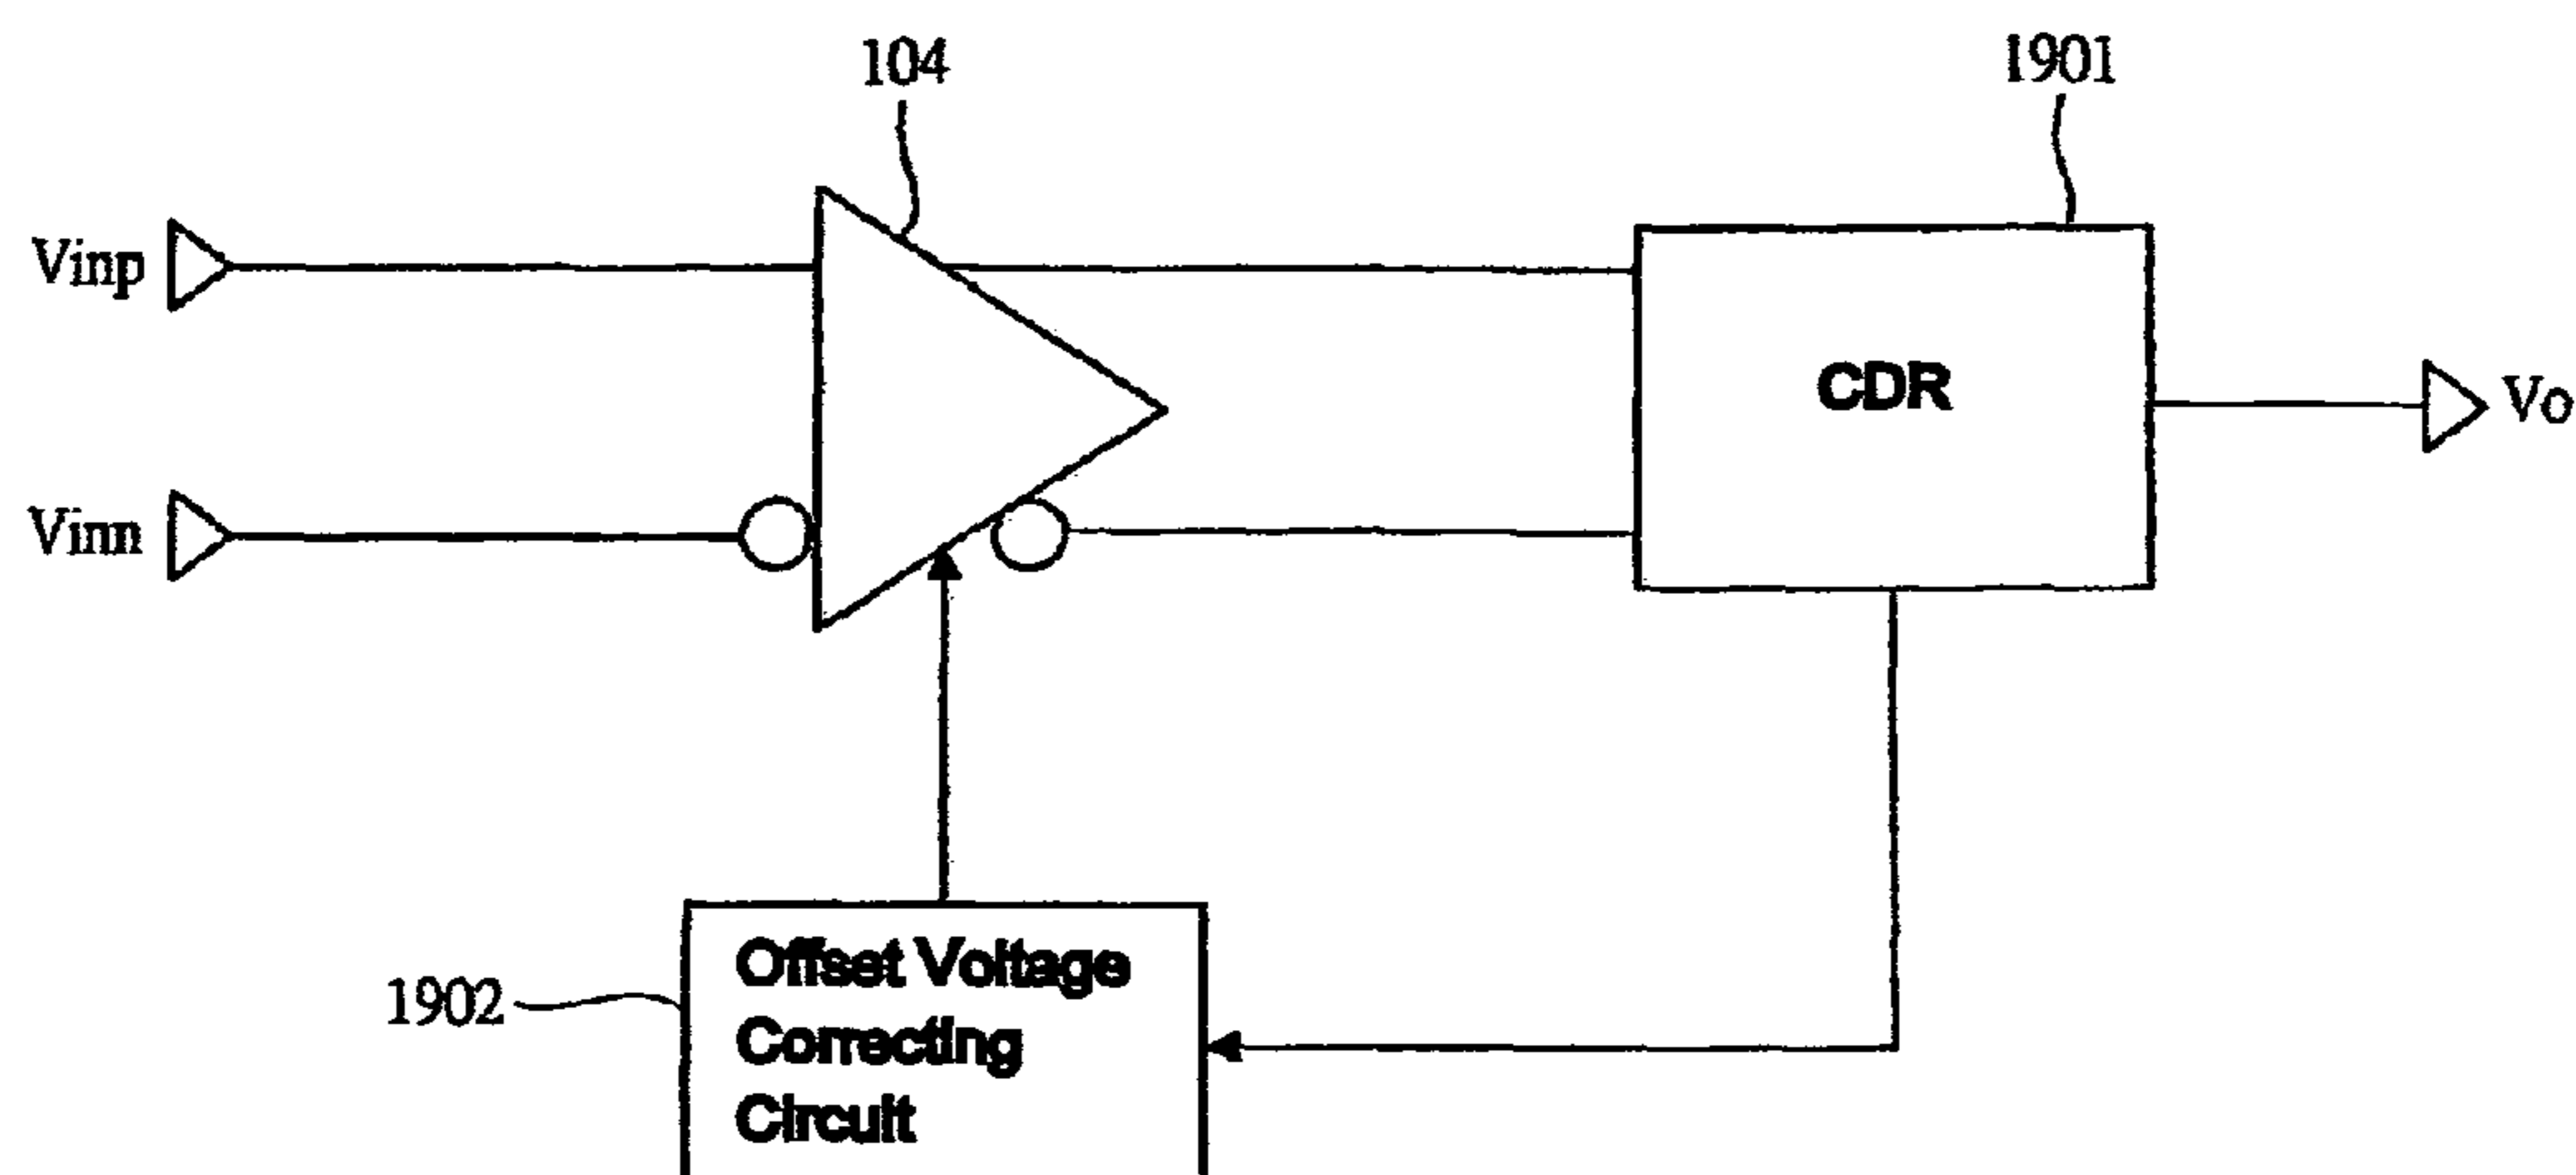 104
1901
Vinp
CDR
Vo
Vinn
Offset Voltage
Correcting
Circuit
1902